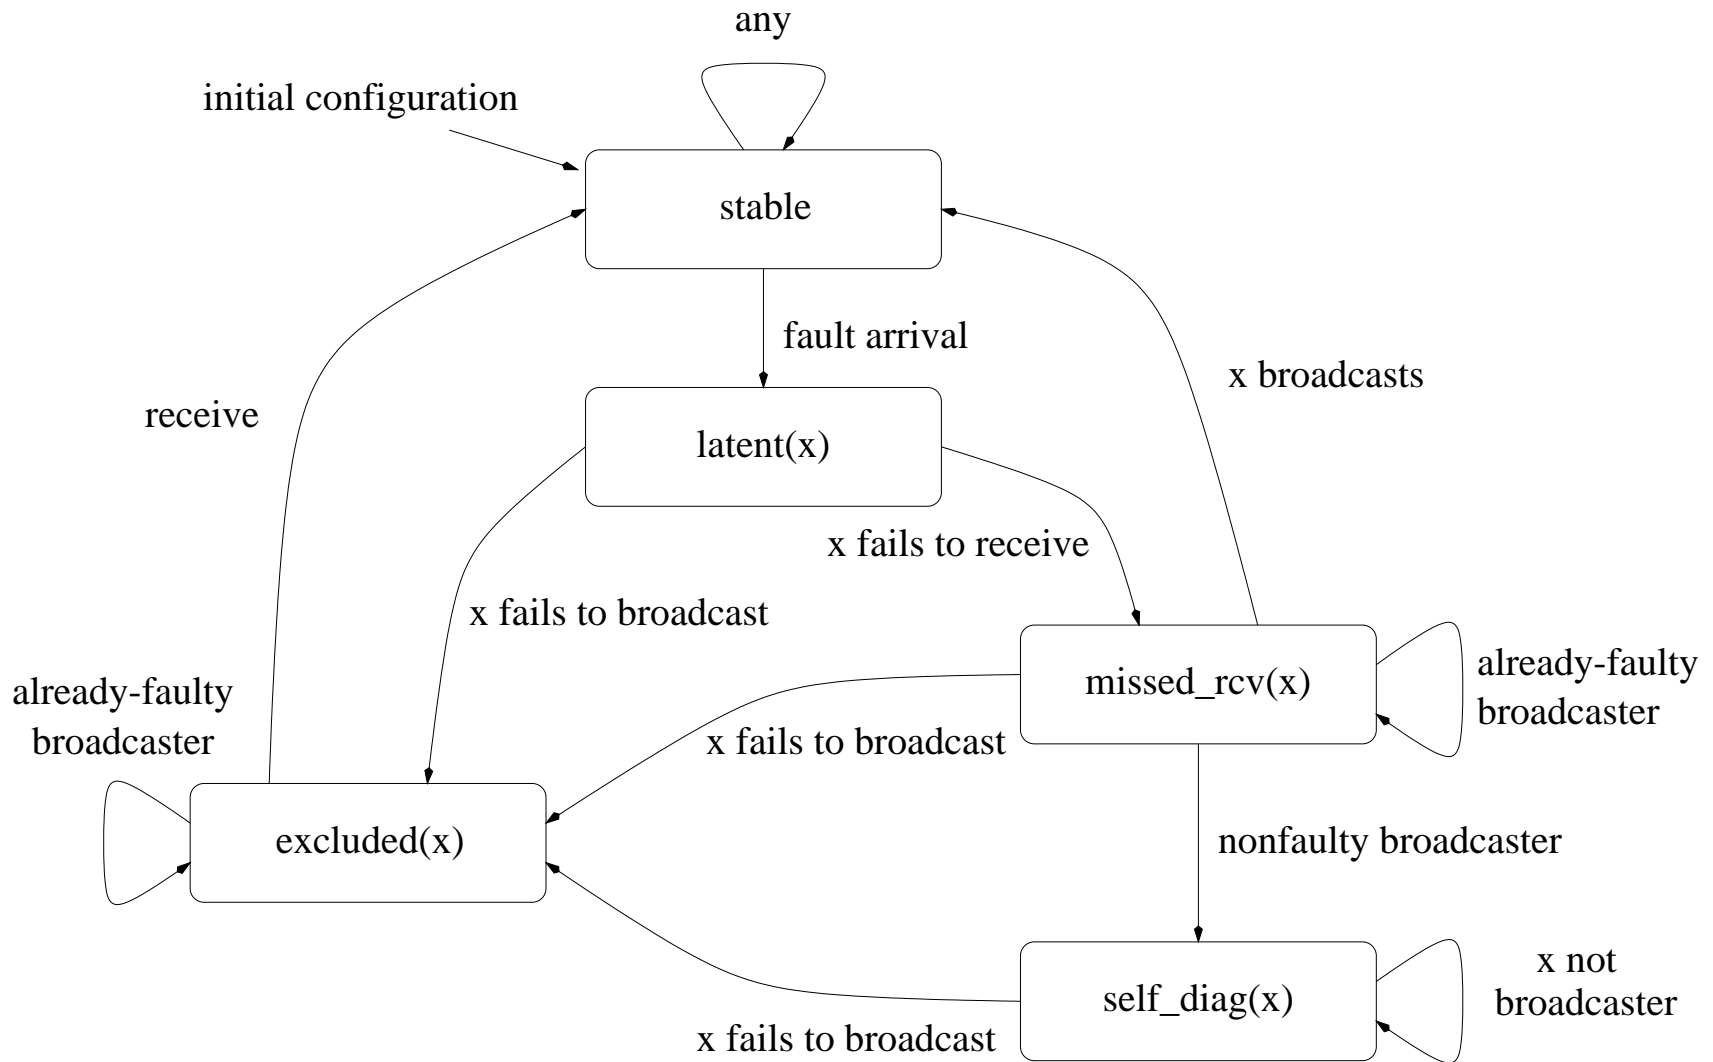 any
initial configuration
stable
fault arrival
x broadcasts
receive
latent(x)
x fails to receive
x fails to broadcast
already-faulty
broadcaster
missed_rcv(x)
already-faulty
broadcaster
x fails to broadcast
excluded(x)
nonfaulty broadcaster
self_diag(x)
x not
broadcaster
x fails to broadcast